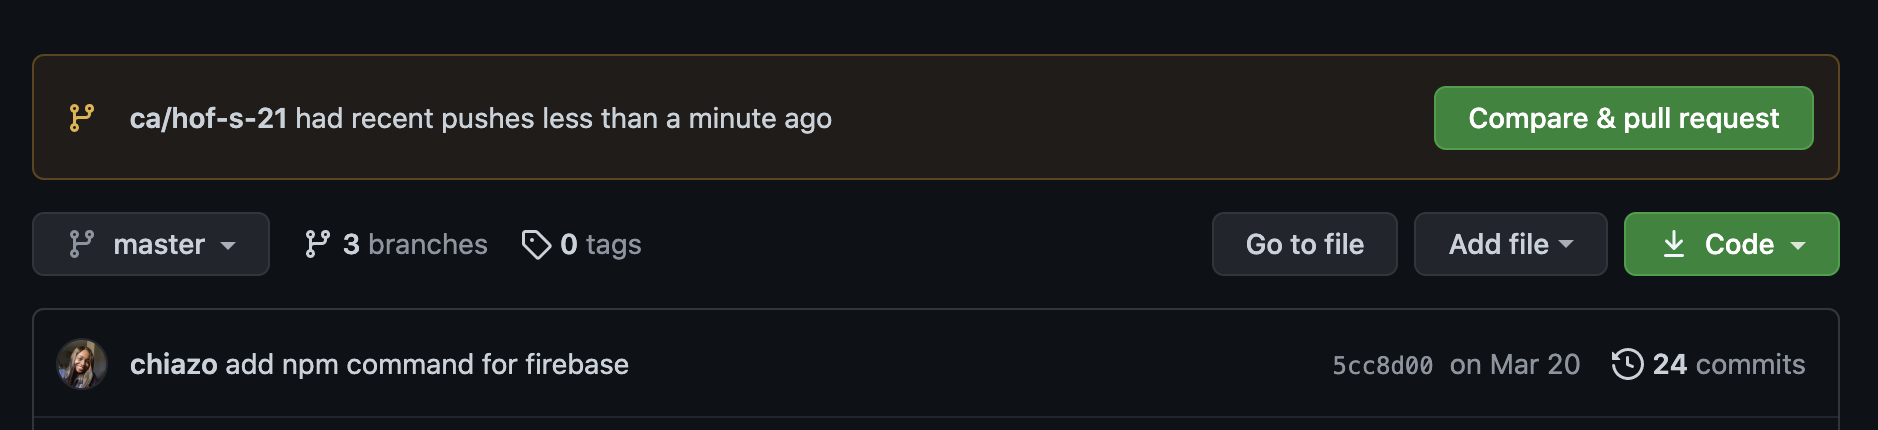 ca/hof-s-21 had recent pushes less than a minute ago
Compare & pull request
master
3 branches
0 tags
Go to file
Add file
Code
chiazo add npm command for firebase
5cc8d00 on Mar 20
24 commits